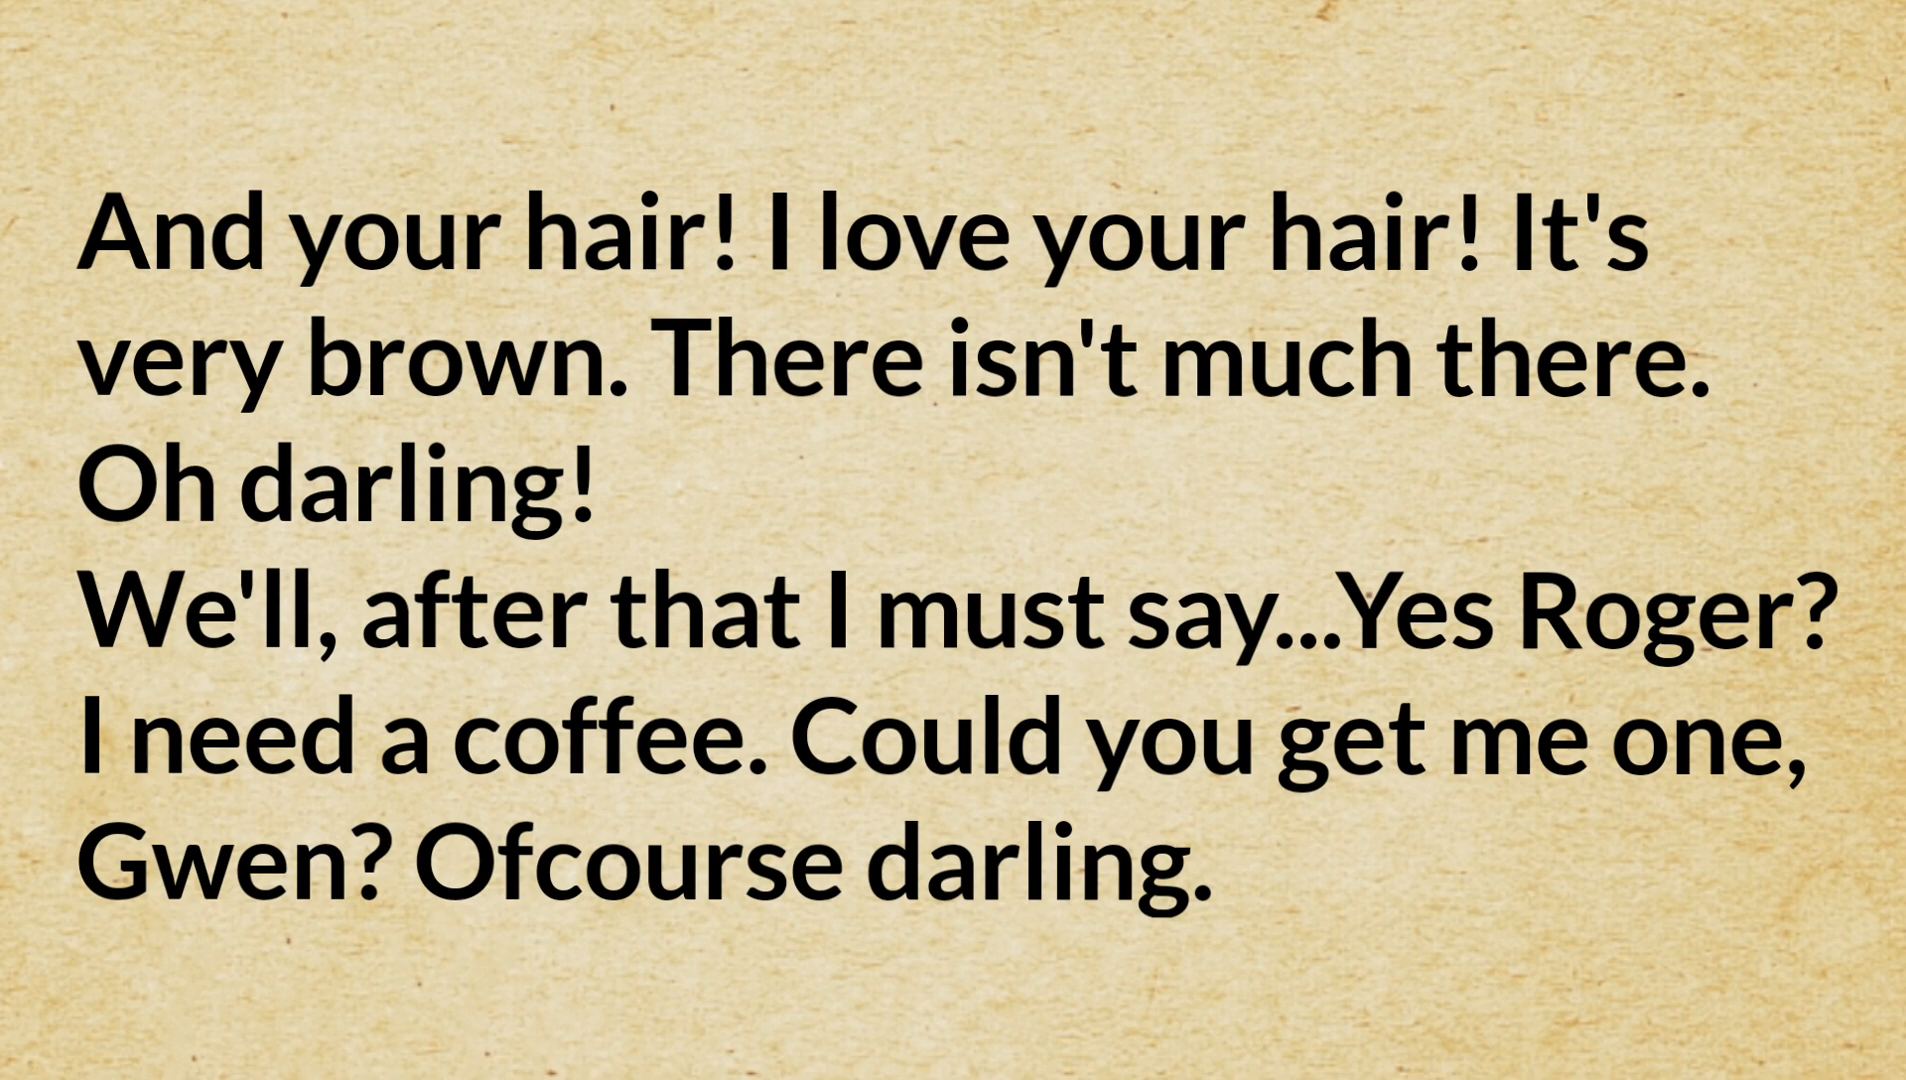 And your hair! I love your hair! It's
very brown. There isn't much there.
Oh darling!
We'll, after that I must say...Yes Roger?
I need a coffee. Could you get me one,
Gwen? Ofcourse darling.